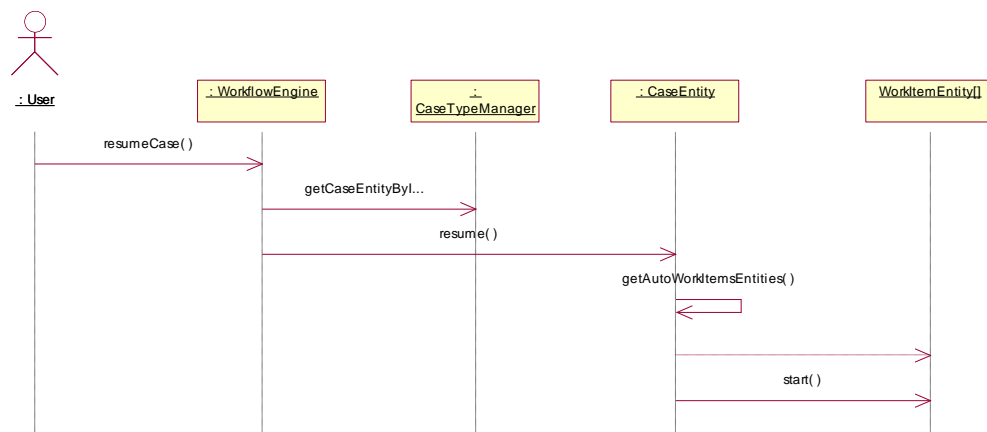 : User
: WorkflowEngine
:
CaseTypeManager
: CaseEntity
WorkItemEntity[]
resumeCase( )
getCaseEntityByI...
resume( )
getAutoWorkItemsEntities( )
start( )